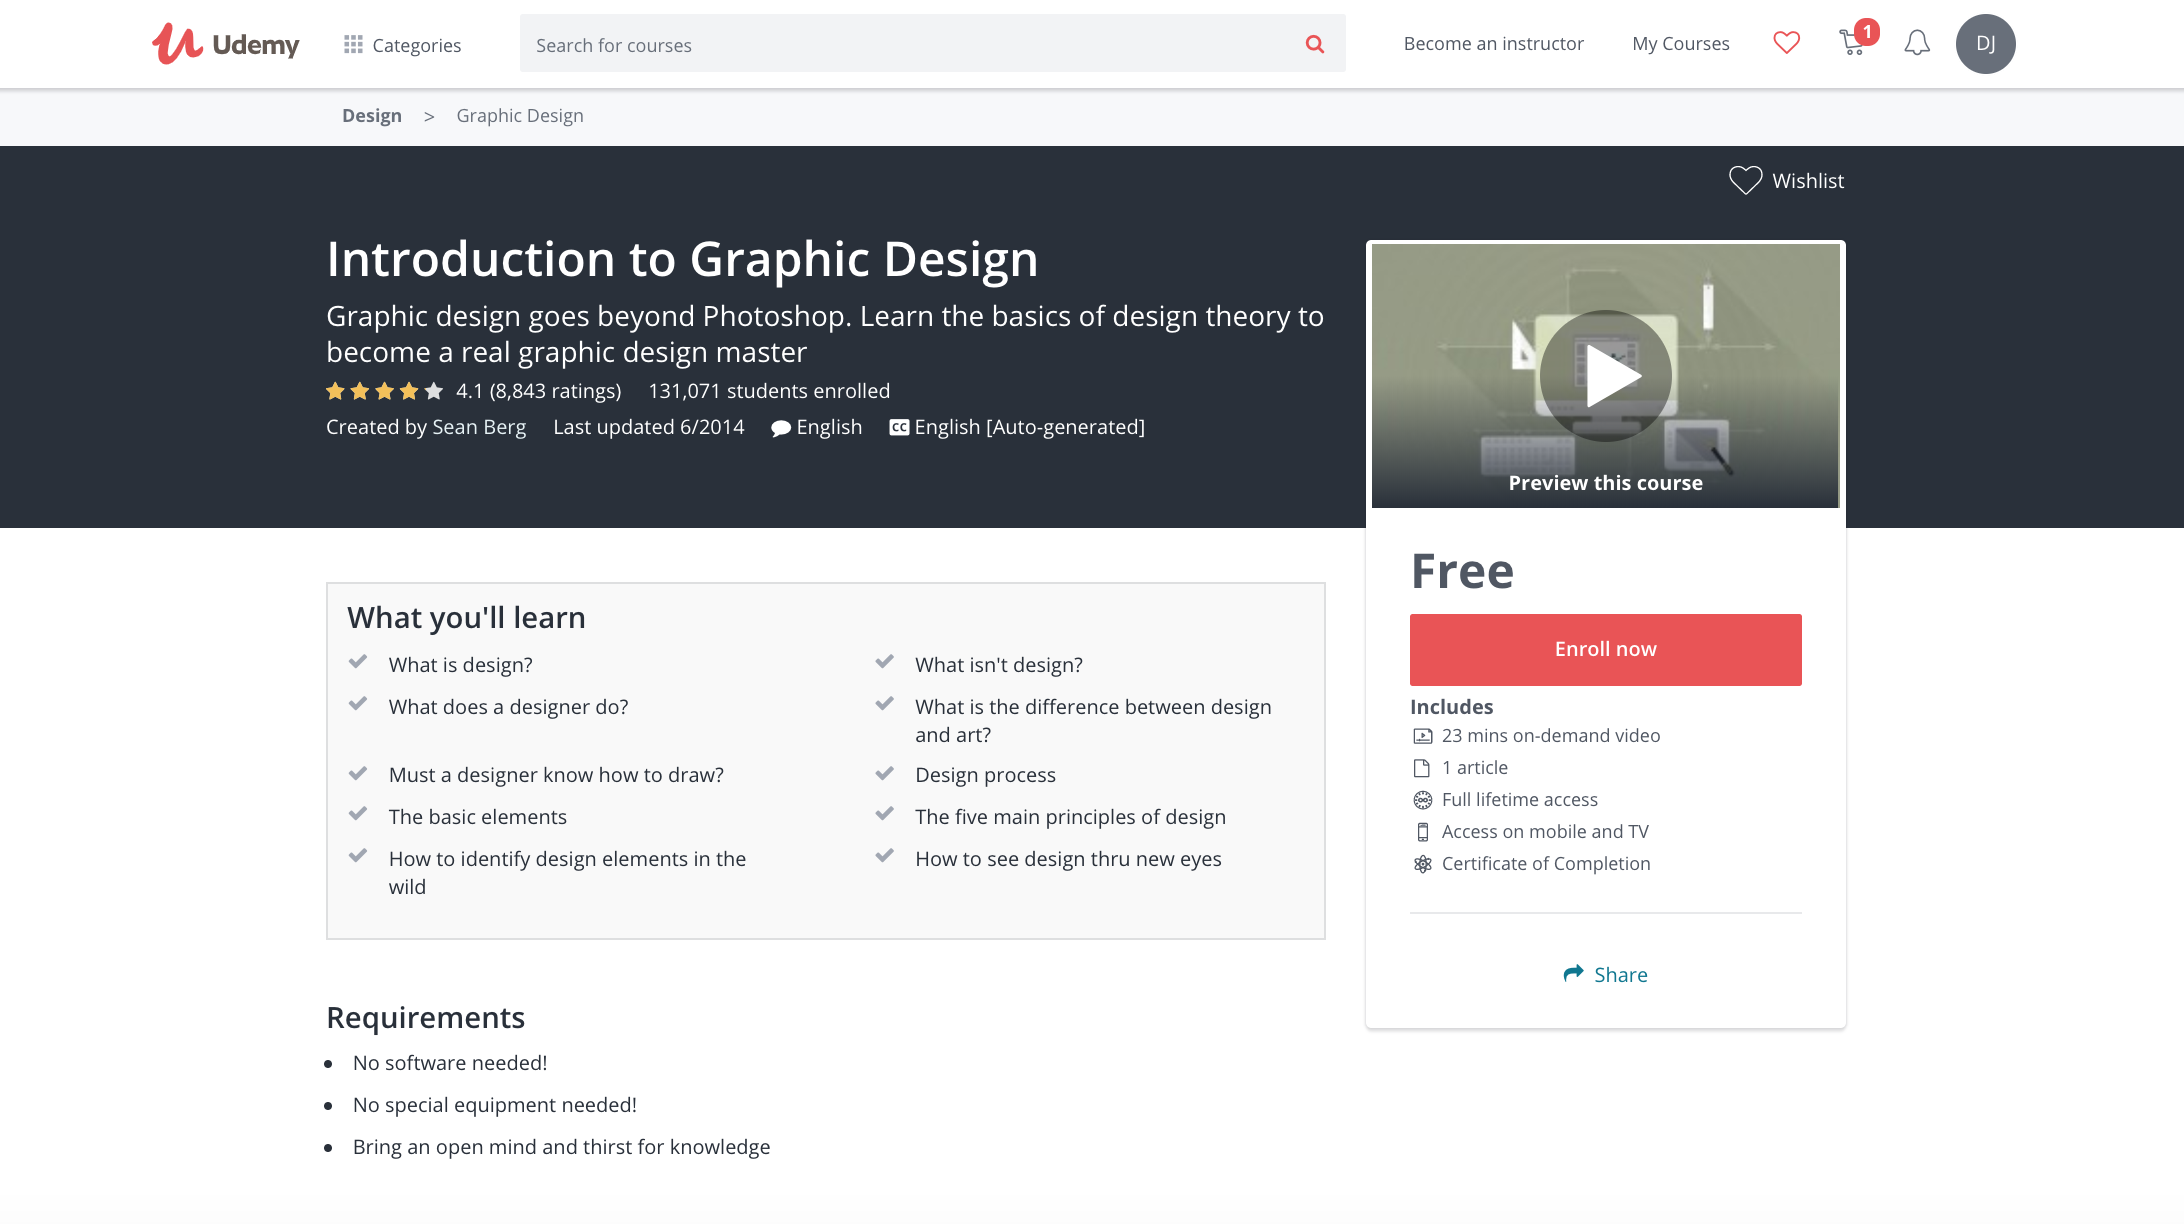 Udemy
Categories
Search for courses
Become an instructor
My Courses
1
DJ
Design > Graphic Design
Wishlist
Introduction to Graphic Design
Graphic design goes beyond Photoshop. Learn the basics of design theory to
become a real graphic design master
4.1 (8,843 ratings) 131,071 students enrolled
Created by Sean Berg Last updated 6/2014 English CC English [Auto-generated]
Preview this course
Free
Enroll now
Includes
23 mins on-demand video
1 article
Full lifetime access
Access on mobile and TV
Certificate of Completion
Share
What you'll learn
What is design?
What isn't design?
What does a designer do?
What is the difference between design
and art?
Must a designer know how to draw?
Design process
The basic elements
The five main principles of design
How to identify design elements in the
wild
How to see design thru new eyes
Requirements
No software needed!
No special equipment needed!
Bring an open mind and thirst for knowledge